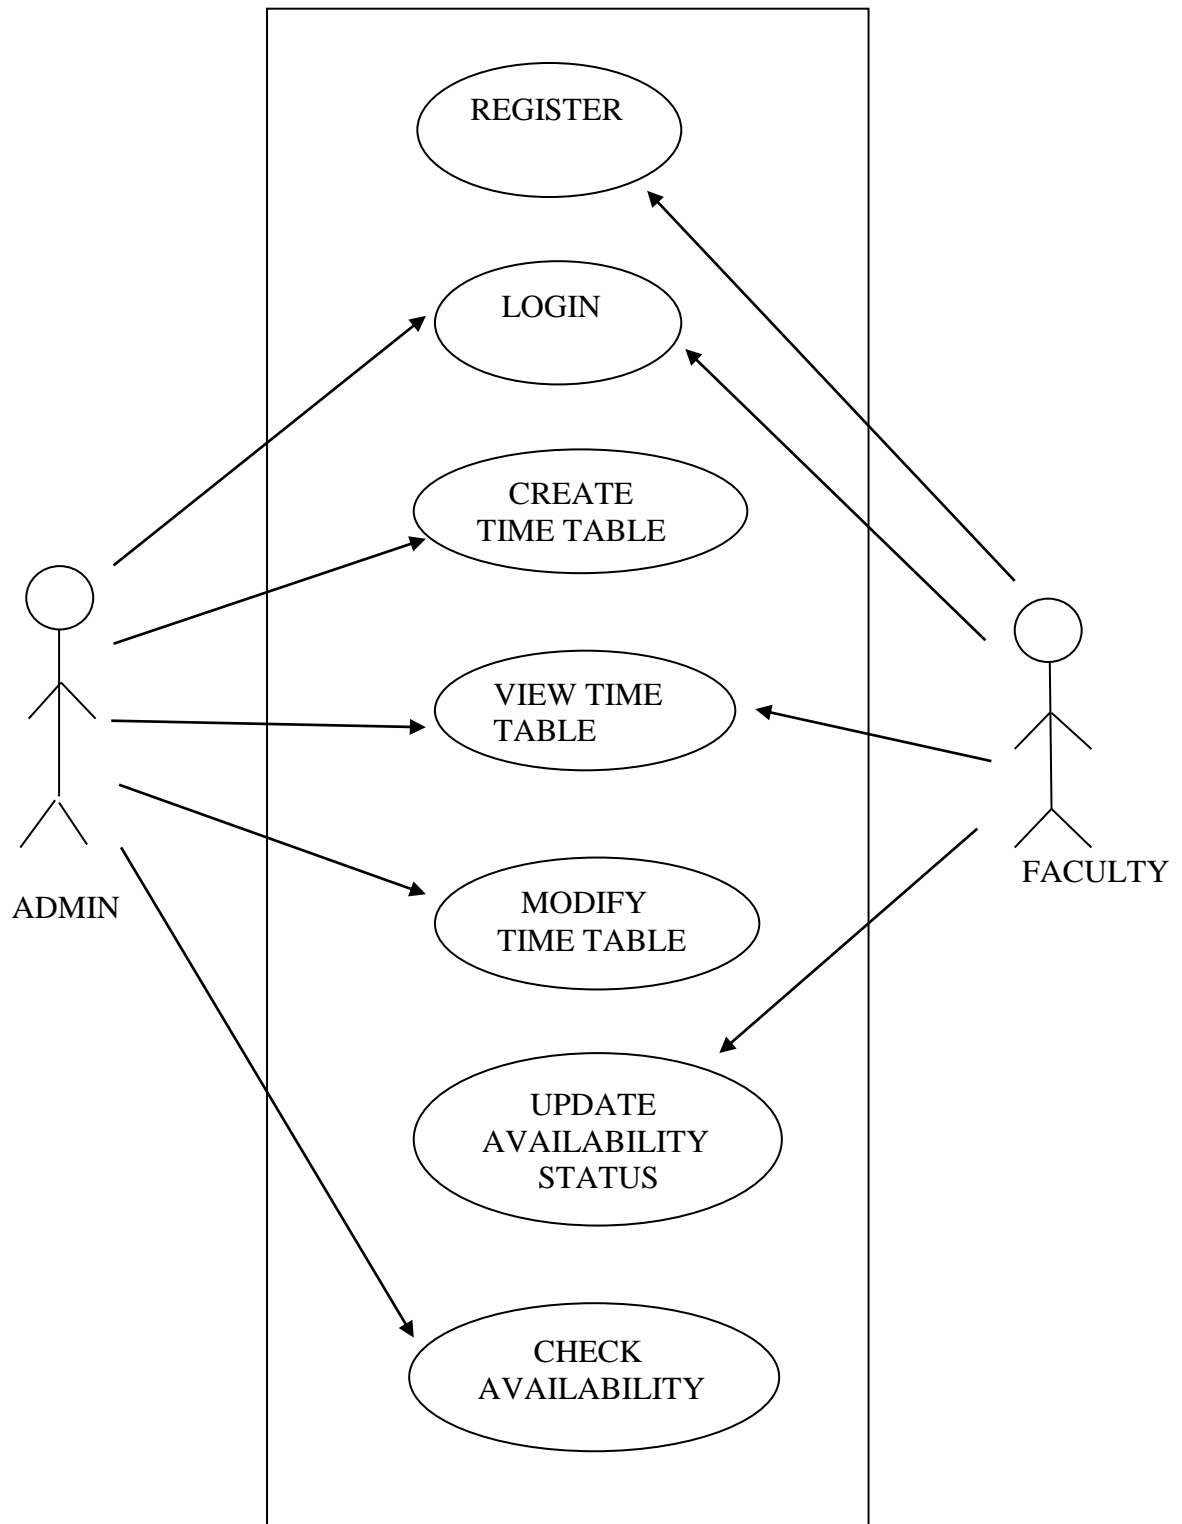 REGISTER
LOGIN
CREATE
TIME TABLE
VIEW TIME
TABLE
FACULTY
ADMIN
MODIFY
TIME TABLE
UPDATE
AVAILABILITY
STATUS
CHECK
AVAILABILITY